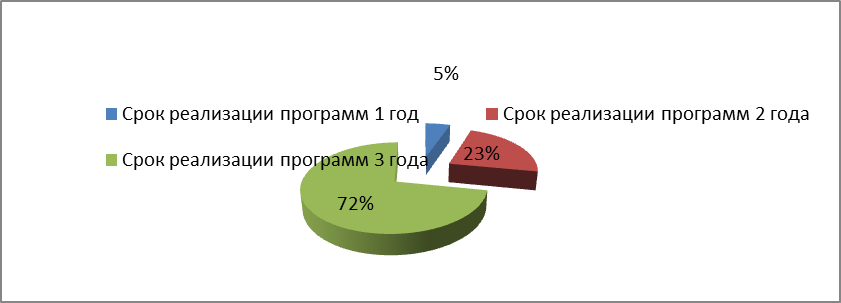 5%
Срок реализации программ 1 год
Срок реализации программ 2 года
Срок реализации программ 3 года
23%
72%